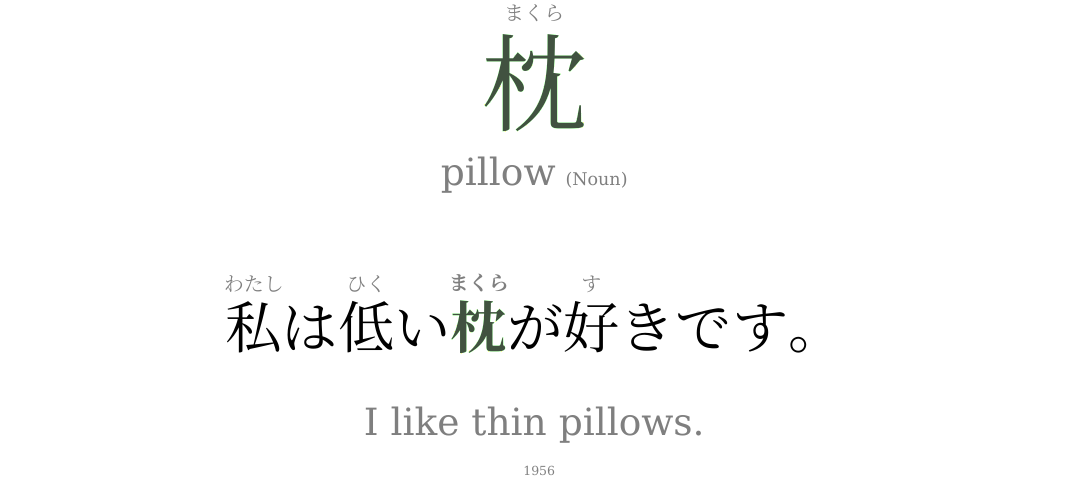 まくら
枕
pillow (Noun)
わたし ひく まくら す
私は低い枕が好きです。
I like thin pillows.
1956